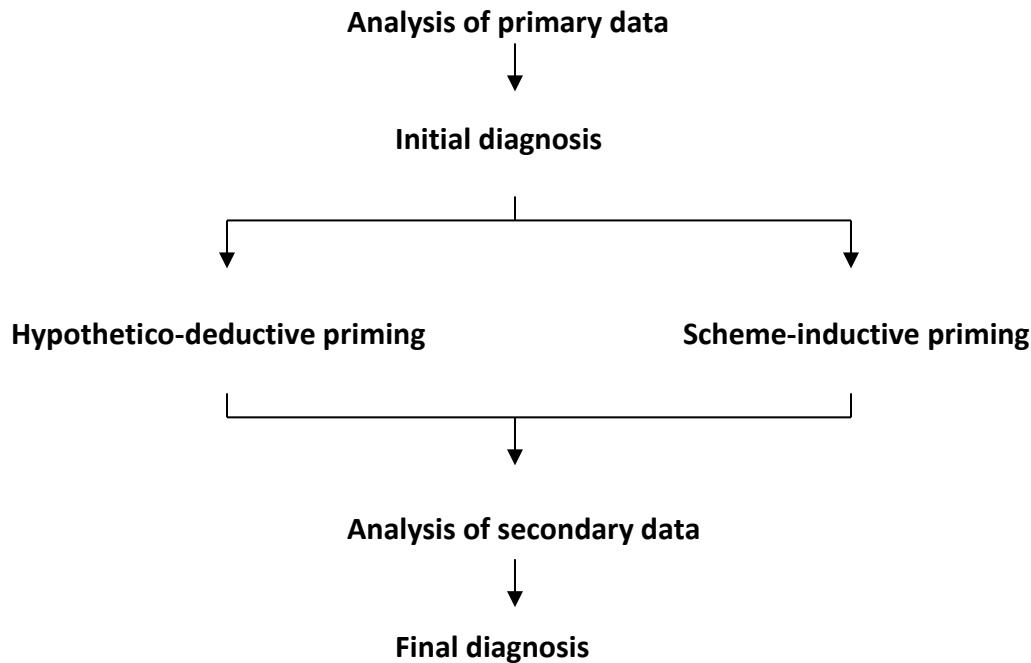 Analysis of primary data
Initial diagnosis
Hypothetico-deductive priming
Scheme-inductive priming
Analysis of secondary data
Final diagnosis